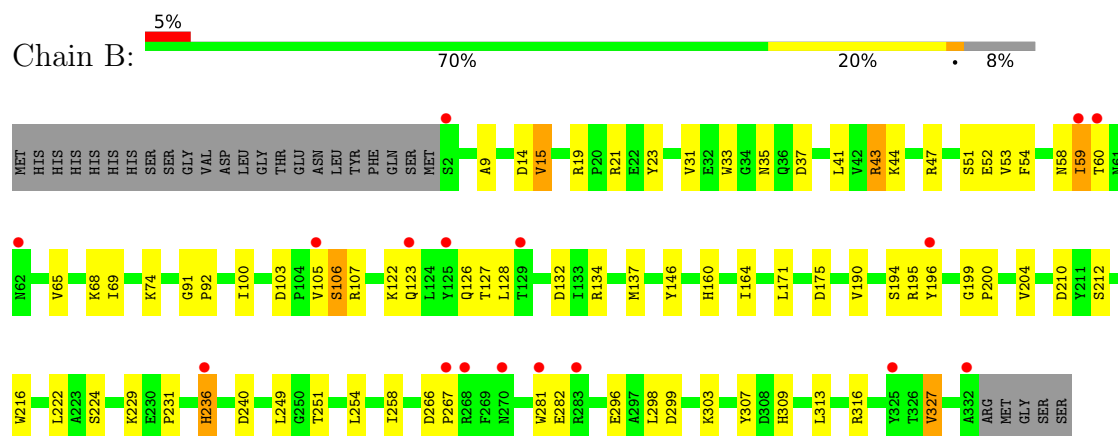 5%
Chain B:
70% 20% • 8%
MET HIS HIS HIS HIS HIS HIS SER SER GLY VAL ASP LEU GLY GLY THR GLU ASN LEU TYR PHE GLN SER MET S2 A9 D14 V15 R19 P20 R21 E22 Y23 V31 E32 W33 G34 N35 Q36 D37 L41 V42 R43 K44 R47 S51 E52 V53 F54 N58 I59 T60 N61
N62 V65 K68 I69 K74 G91 P92 I100 D103 P104 V105 S106 R107 K122 Q123 L124 Y125 Q126 T127 L128 T129 D132 I133 R134 M137 Y146 H160 I164 L171 D175 V190 S194 R195 Y196 G199 P200 V204 D210 Y211 S212
W216 L222 A223 S224 K229 E230 P231 H236 D240 L249 G250 T251 L254 I258 D266 P267 R268 F269 N270 W281 E282 R283 E296 A297 L298 D299 K303 Y307 D308 H309 L313 R316 Y325 T326 V327 A332 ARG MET GLY SER SER